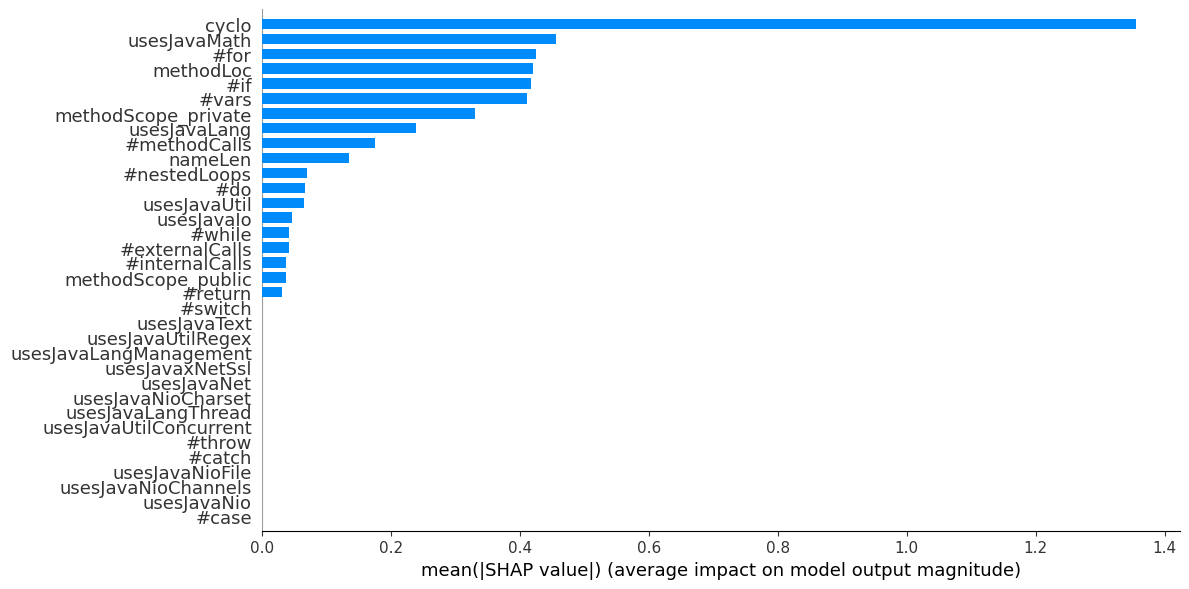 cyclo
usesJavaMath
#for
methodLoc
#if
#vars
methodScope_private
usesJavaLang
#methodCalls
nameLen
#nestedLoops
#do
usesJavaUtil
usesJavaIo
#while
#externalCalls
#internalCalls
methodScope_public
#return
#switch
usesJavaText
usesJavaUtilRegex
usesJavaLangManagement
usesJavaxNetSsl
usesJavaNet
usesJavaNioCharset
usesJavaLangThread
usesJavaUtilConcurrent
#throw
#catch
usesJavaNioFile
usesJavaNioChannels
usesJavaNio
#case
0.0 0.2 0.4 0.6 0.8 1.0 1.2 1.4
mean(|SHAP value|) (average impact on model output magnitude)